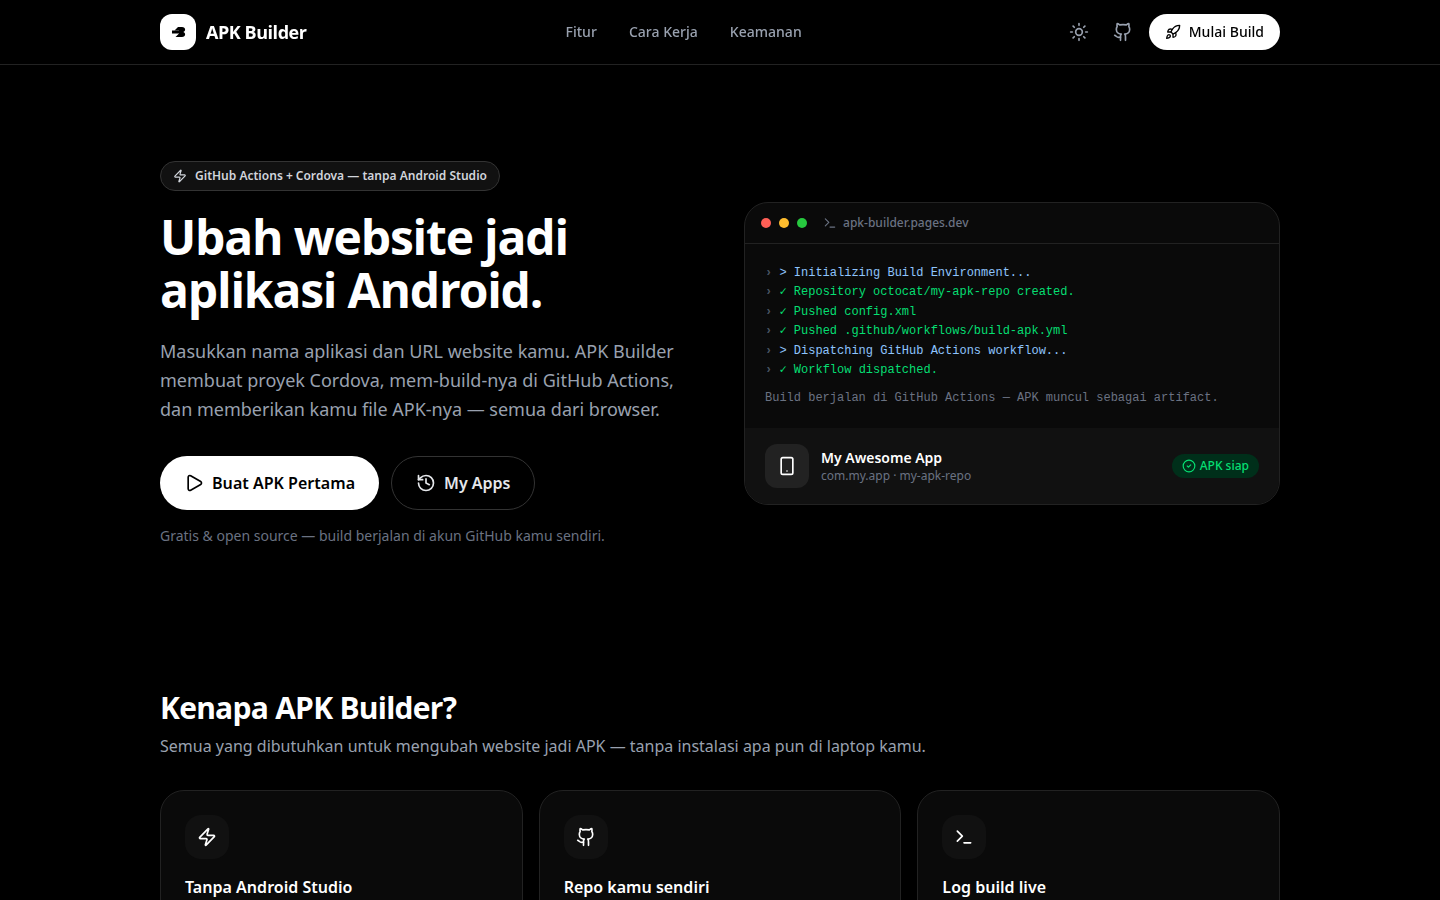 APK Builder
Fitur
Cara Kerja
Keamanan
Mulai Build
GitHub Actions + Cordova — tanpa Android Studio
Ubah website jadi
aplikasi Android.
Masukkan nama aplikasi dan URL website kamu. APK Builder
membuat proyek Cordova, mem-build-nya di GitHub Actions,
dan memberikan kamu file APK-nya — semua dari browser.
Buat APK Pertama
My Apps
Gratis & open source — build berjalan di akun GitHub kamu sendiri.
apk-builder.pages.dev
› > Initializing Build Environment...
› ✓ Repository octocat/my-apk-repo created.
› ✓ Pushed config.xml
› ✓ Pushed .github/workflows/build-apk.yml
› > Dispatching GitHub Actions workflow...
› ✓ Workflow dispatched.
Build berjalan di GitHub Actions — APK muncul sebagai artifact.
My Awesome App
com.my.app · my-apk-repo
APK siap
Kenapa APK Builder?
Semua yang dibutuhkan untuk mengubah website jadi APK — tanpa instalasi apa pun di laptop kamu.
Tanpa Android Studio
Repo kamu sendiri
Log build live